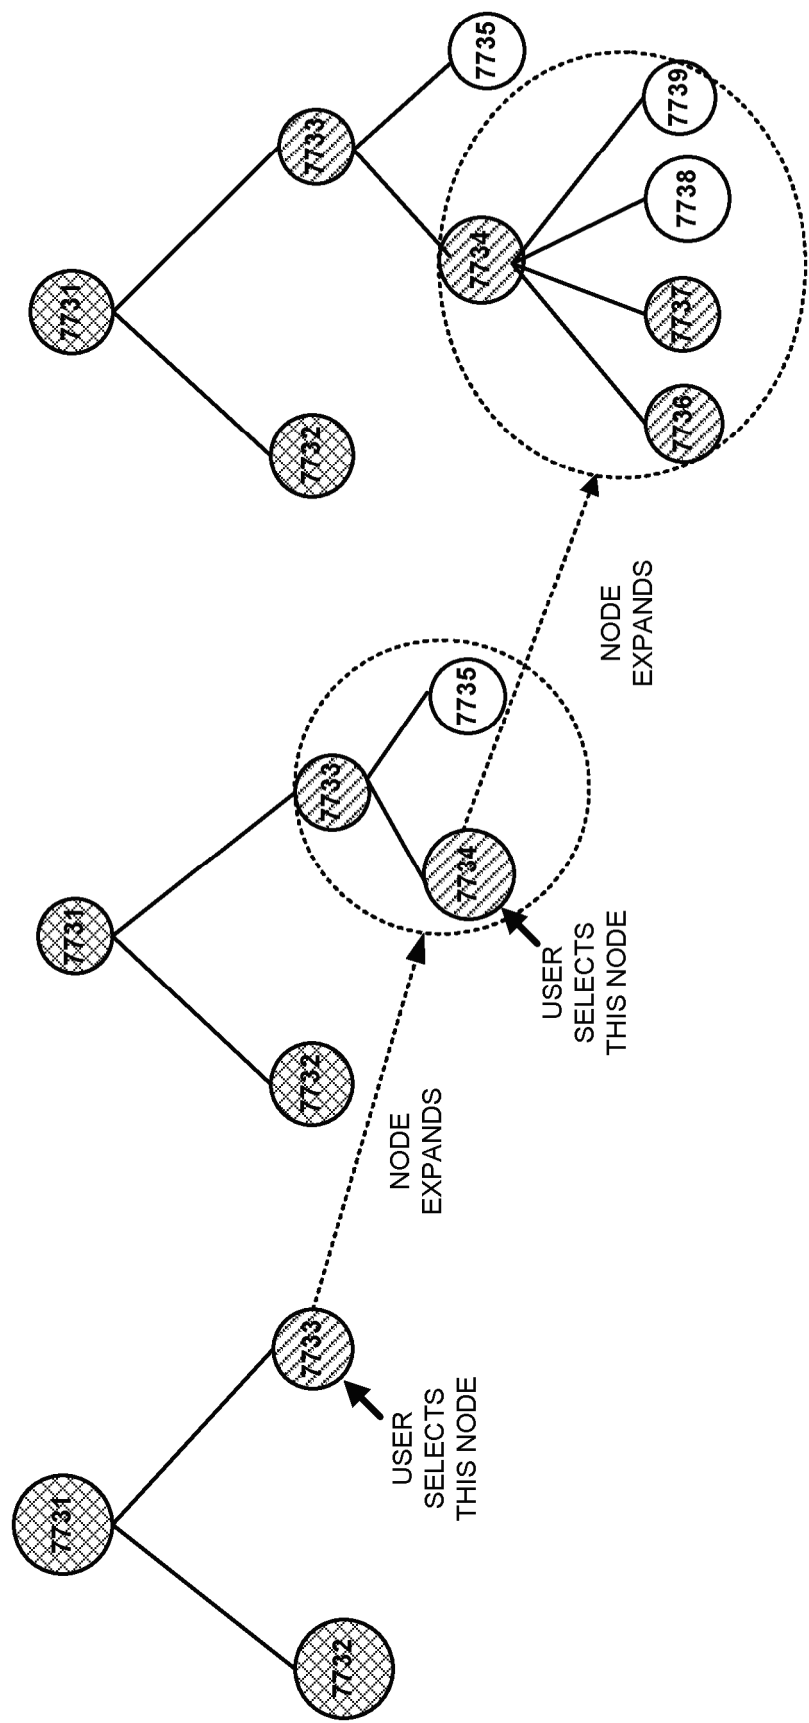 7731
7732
7733
USER
SELECTS
THIS NODE
NODE
EXPANDS
7731
7732
7733
7734
7735
USER
SELECTS
THIS NODE
NODE
EXPANDS
7731
7732
7733
7734
7735
7736
7737
7738
7739